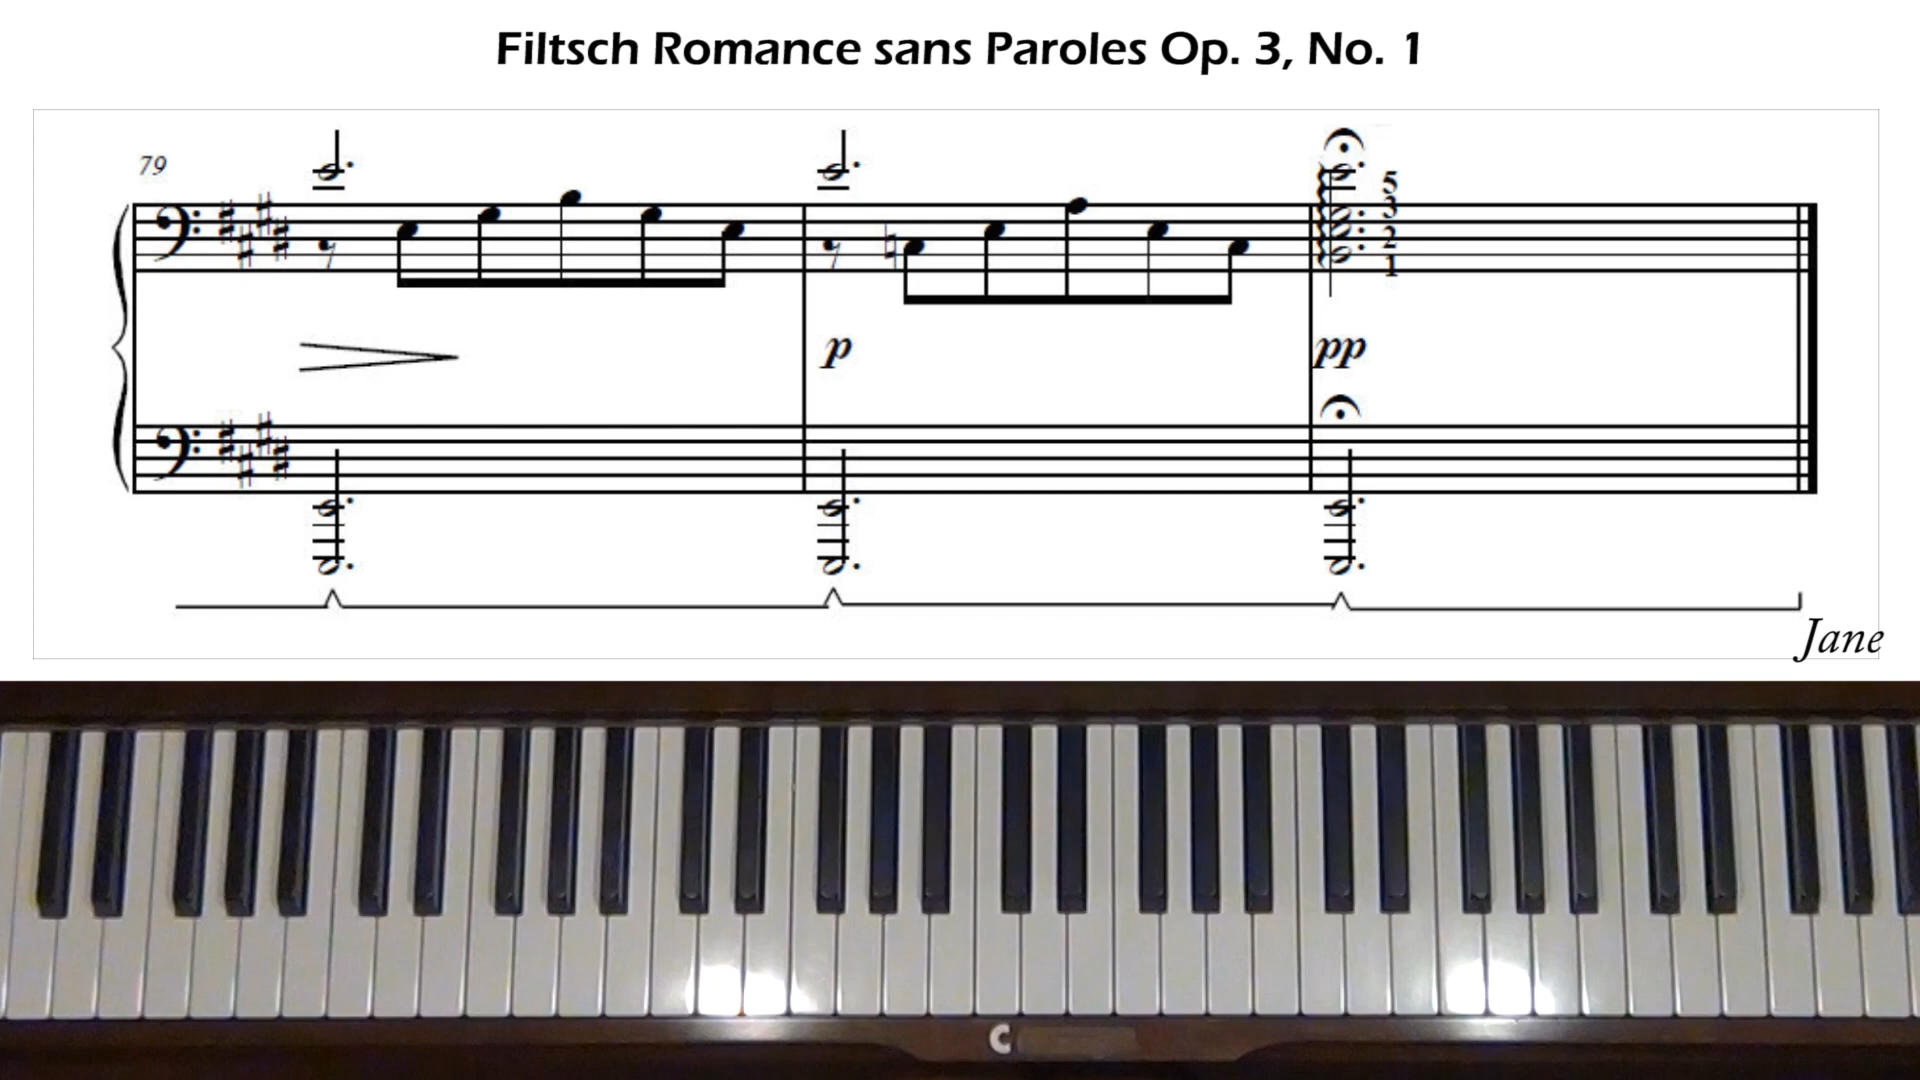 Filtsch Romance sans Paroles Op. 3, No. 1
79
5
3
2
1
p
pp
Jane
C